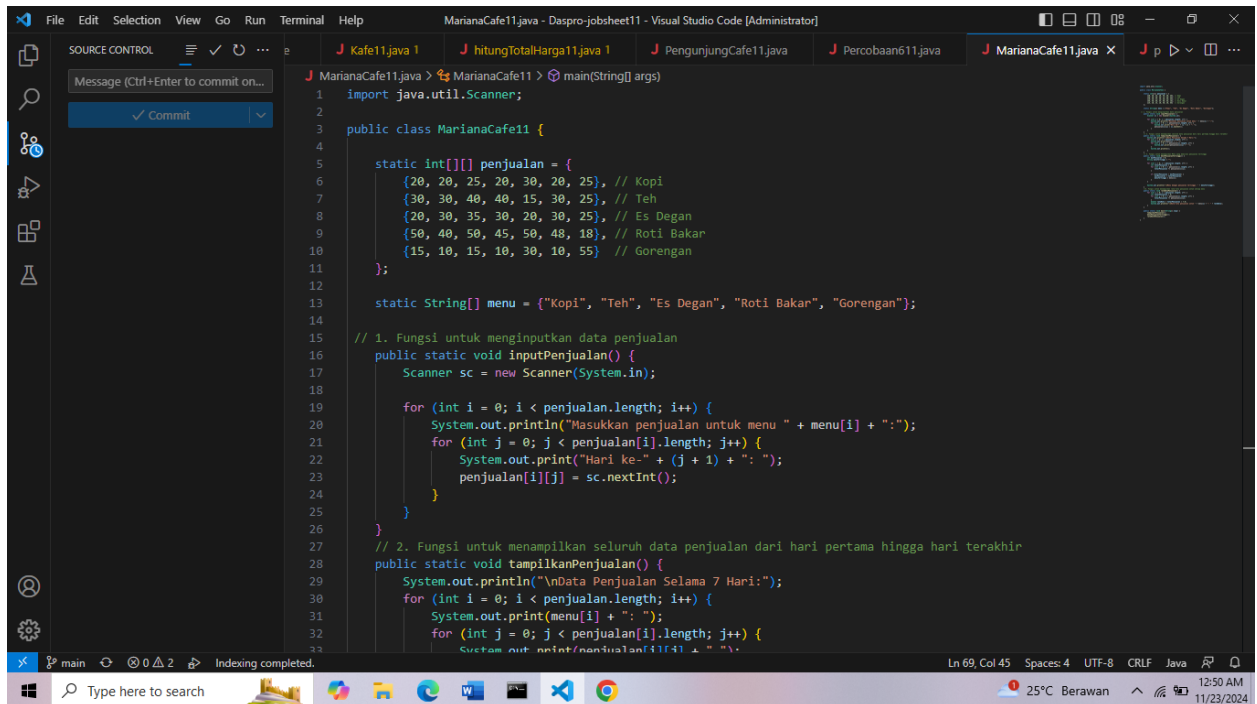 File Edit Selection View Go Run Terminal Help MarianaCafe11.java - Daspro-jobsheet11 - Visual Studio Code [Administrator]
SOURCE CONTROL
Message (Ctrl+Enter to commit on...
Commit
e Kafe11.java 1 hitungTotalHarga11.java 1 PengunjungCafe11.java Percobaan611.java MarianaCafe11.java J p
J MarianaCafe11.java > MarianaCafe11 > main(String[] args)
1 import java.util.Scanner;
2
3 public class MarianaCafe11 {
4
5 static int[][] penjualan = {
6 {20, 20, 25, 20, 30, 20, 25}, // Kopi
7 {30, 30, 40, 40, 15, 30, 25}, // Teh
8 {20, 30, 35, 30, 20, 30, 25}, // Es Degan
9 {50, 40, 50, 45, 50, 48, 18}, // Roti Bakar
10 {15, 10, 15, 10, 30, 10, 55} // Gorengan
11 };
12
13 static String[] menu = {"Kopi", "Teh", "Es Degan", "Roti Bakar", "Gorengan"};
14
15 // 1. Fungsi untuk menginputkan data penjualan
16 public static void inputPenjualan() {
17 Scanner sc = new Scanner(System.in);
18
19 for (int i = 0; i < penjualan.length; i++) {
20 System.out.println("Masukkan penjualan untuk menu " + menu[i] + ":");
21 for (int j = 0; j < penjualan[i].length; j++) {
22 System.out.print("Hari ke-" + (j + 1) + ": ");
23 penjualan[i][j] = sc.nextInt();
24 }
25 }
26 }
27 // 2. Fungsi untuk menampilkan seluruh data penjualan dari hari pertama hingga hari terakhir
28 public static void tampilkanPenjualan() {
29 System.out.println("\nData Penjualan Selama 7 Hari:");
30 for (int i = 0; i < penjualan.length; i++) {
31 System.out.print(menu[i] + ": ");
32 for (int j = 0; j < penjualan[i].length; j++) {
33 System.out.print(penjualan[i][j] + " ");
main 0 2 Indexing completed. Ln 69, Col 45 Spaces: 4 UTF-8 CRLF Java
Type here to search 1 25°C Berawan 12:50 AM
11/23/2024